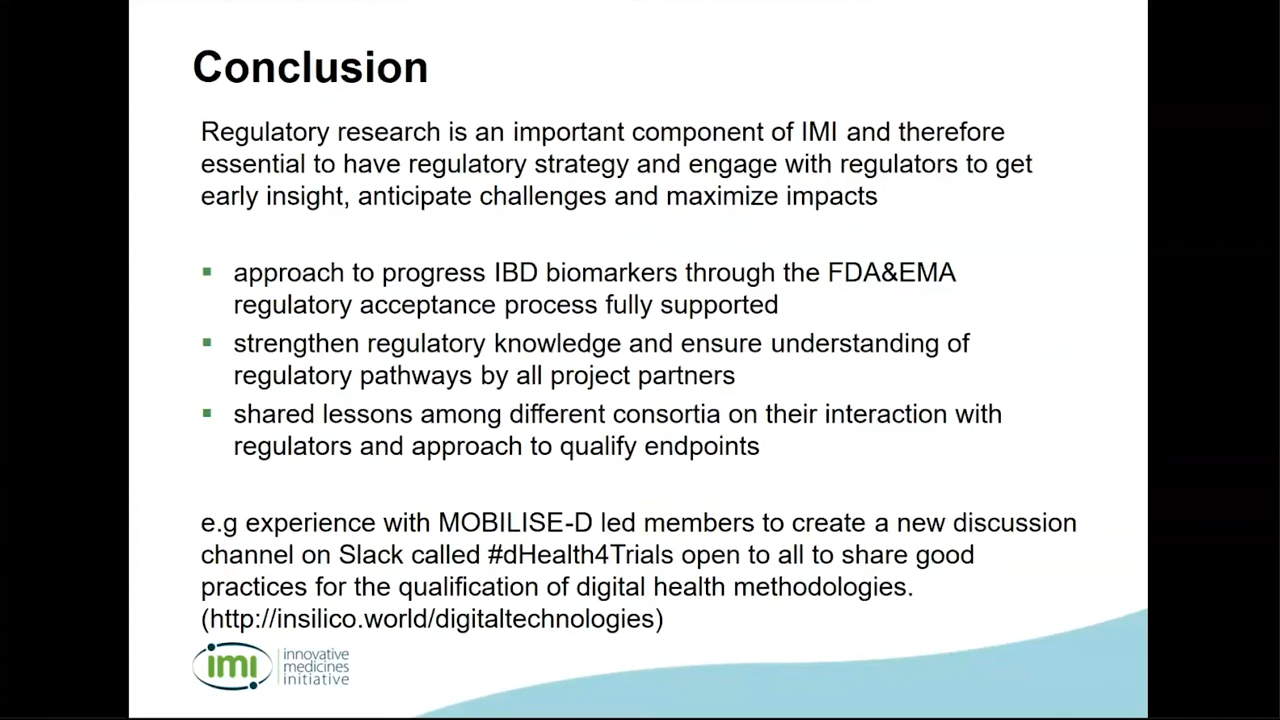 Conclusion
Regulatory research is an important component of IMI and therefore
essential to have regulatory strategy and engage with regulators to get
early insight, anticipate challenges and maximize impacts
approach to progress IBD biomarkers through the FDA&EMA
regulatory acceptance process fully supported
strengthen regulatory knowledge and ensure understanding of
regulatory pathways by all project partners
shared lessons among different consortia on their interaction with
regulators and approach to qualify endpoints
e.g experience with MOBILISE-D led members to create a new discussion
channel on Slack called #dHealth4Trials open to all to share good
practices for the qualification of digital health methodologies.
(http://insilico.world/digitaltechnologies)
imi
innovative
medicines
initiative